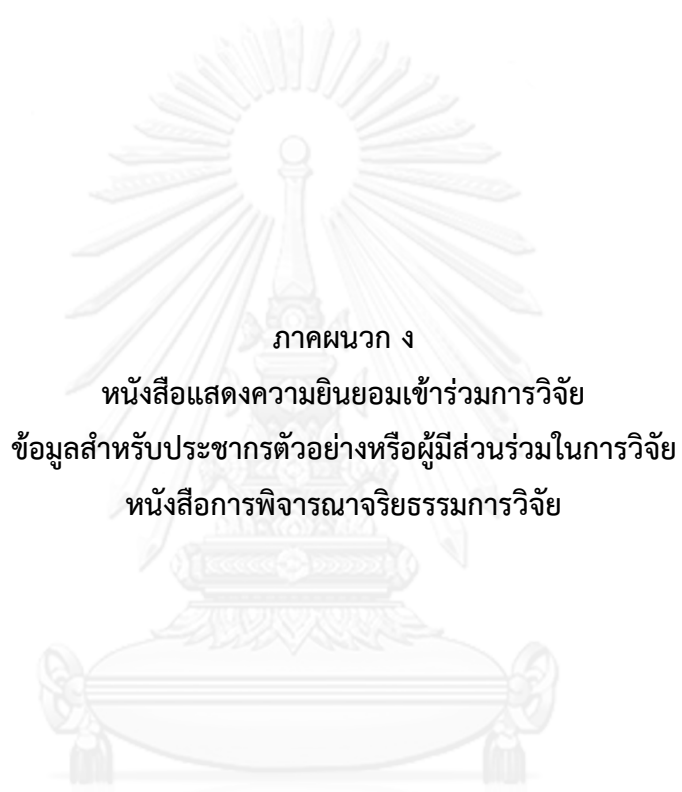 ภาคผนวก ง
หนังสือแสดงความยินยอมเข้าร่วมการวิจัย
ข้อมูลสำหรับประชากรตัวอย่างหรือผู้มีส่วนร่วมในการวิจัย
หนังสือการพิจารณาจริยธรรมการวิจัย